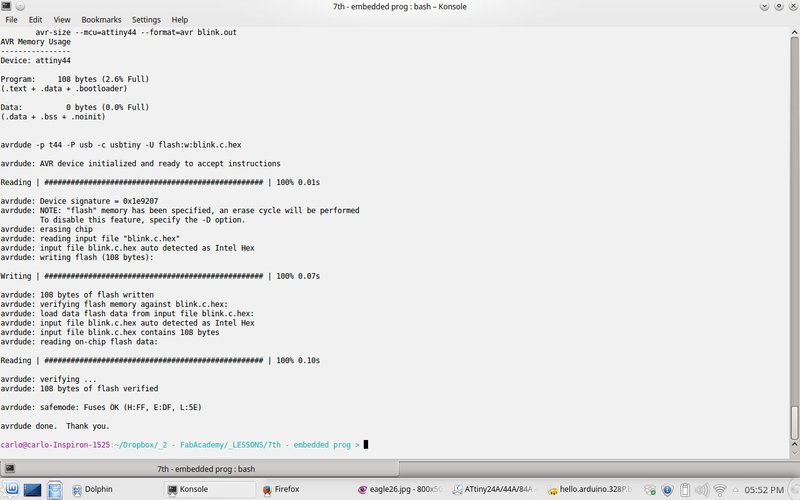 7th - embedded prog : bash – Konsole
File Edit View Bookmarks Settings Help
avr-size --mcu=attiny44 --format=avr blink.out
AVR Memory Usage
----------------
Device: attiny44
Program: 108 bytes (2.6% Full)
(.text + .data + .bootloader)
Data: 0 bytes (0.0% Full)
(.data + .bss + .noinit)
avrdude -p t44 -P usb -c usbtiny -U flash:w:blink.c.hex
avrdude: AVR device initialized and ready to accept instructions
Reading | ################################################## | 100% 0.01s
avrdude: Device signature = 0x1e9207
avrdude: NOTE: "flash" memory has been specified, an erase cycle will be performed
To disable this feature, specify the -D option.
avrdude: erasing chip
avrdude: reading input file "blink.c.hex"
avrdude: input file blink.c.hex auto detected as Intel Hex
avrdude: writing flash (108 bytes):
Writing | ################################################## | 100% 0.07s
avrdude: 108 bytes of flash written
avrdude: verifying flash memory against blink.c.hex:
avrdude: load data flash data from input file blink.c.hex:
avrdude: input file blink.c.hex auto detected as Intel Hex
avrdude: input file blink.c.hex contains 108 bytes
avrdude: reading on-chip flash data:
Reading | ################################################## | 100% 0.10s
avrdude: verifying ...
avrdude: 108 bytes of flash verified
avrdude: safemode: Fuses OK (H:FF, E:DF, L:5E)
avrdude done. Thank you.
carlo@carlo-Inspiron-1525:~/Dropbox/_2 - FabAcademy/_LESSONS/7th - embedded prog >
7th - embedded prog : bash
Dolphin Konsole Firefox eagle26.jpg - 800x50 ATtiny24A/44A/84A hello.arduino.328P.b 05:52 PM